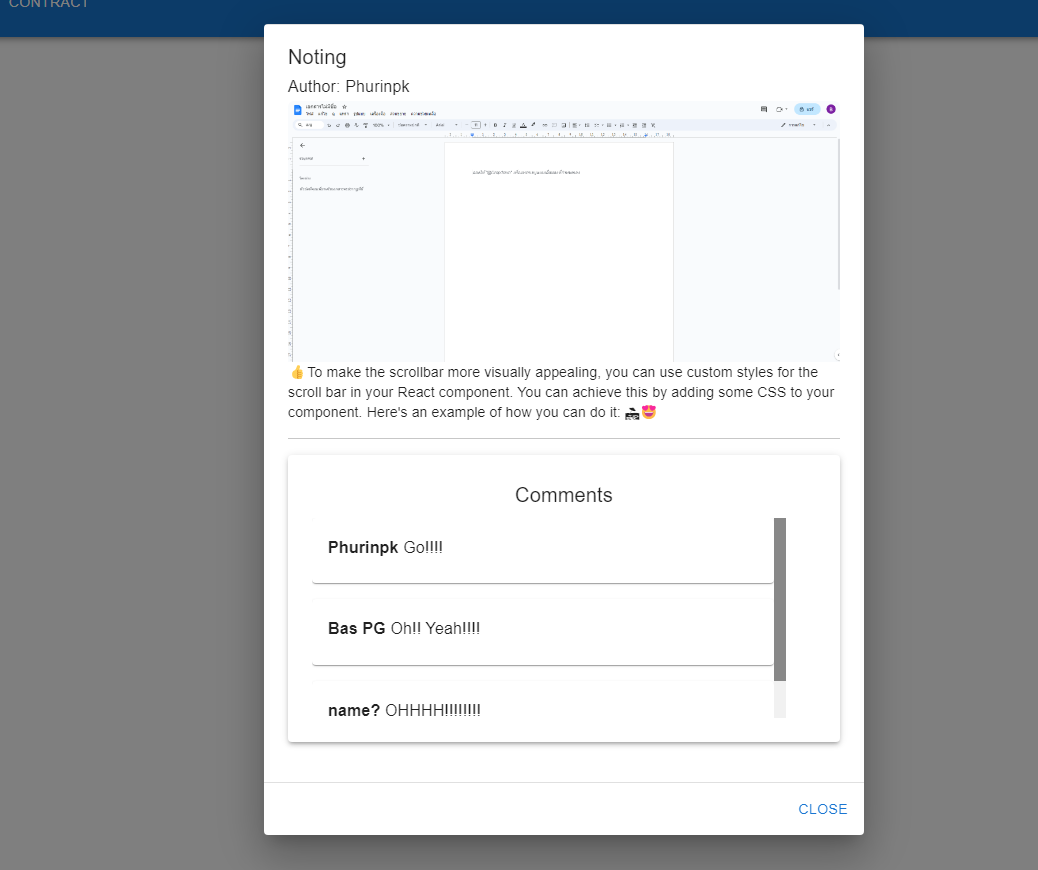 CONTRACT
Noting
Author: Phurinpk
👍 To make the scrollbar more visually appealing, you can use custom styles for the
scroll bar in your React component. You can achieve this by adding some CSS to your
component. Here's an example of how you can do it: 😍
Comments
Phurinpk Go!!!!
Bas PG Oh!! Yeah!!!!
name? OHHHH!!!!!!!!
CLOSE